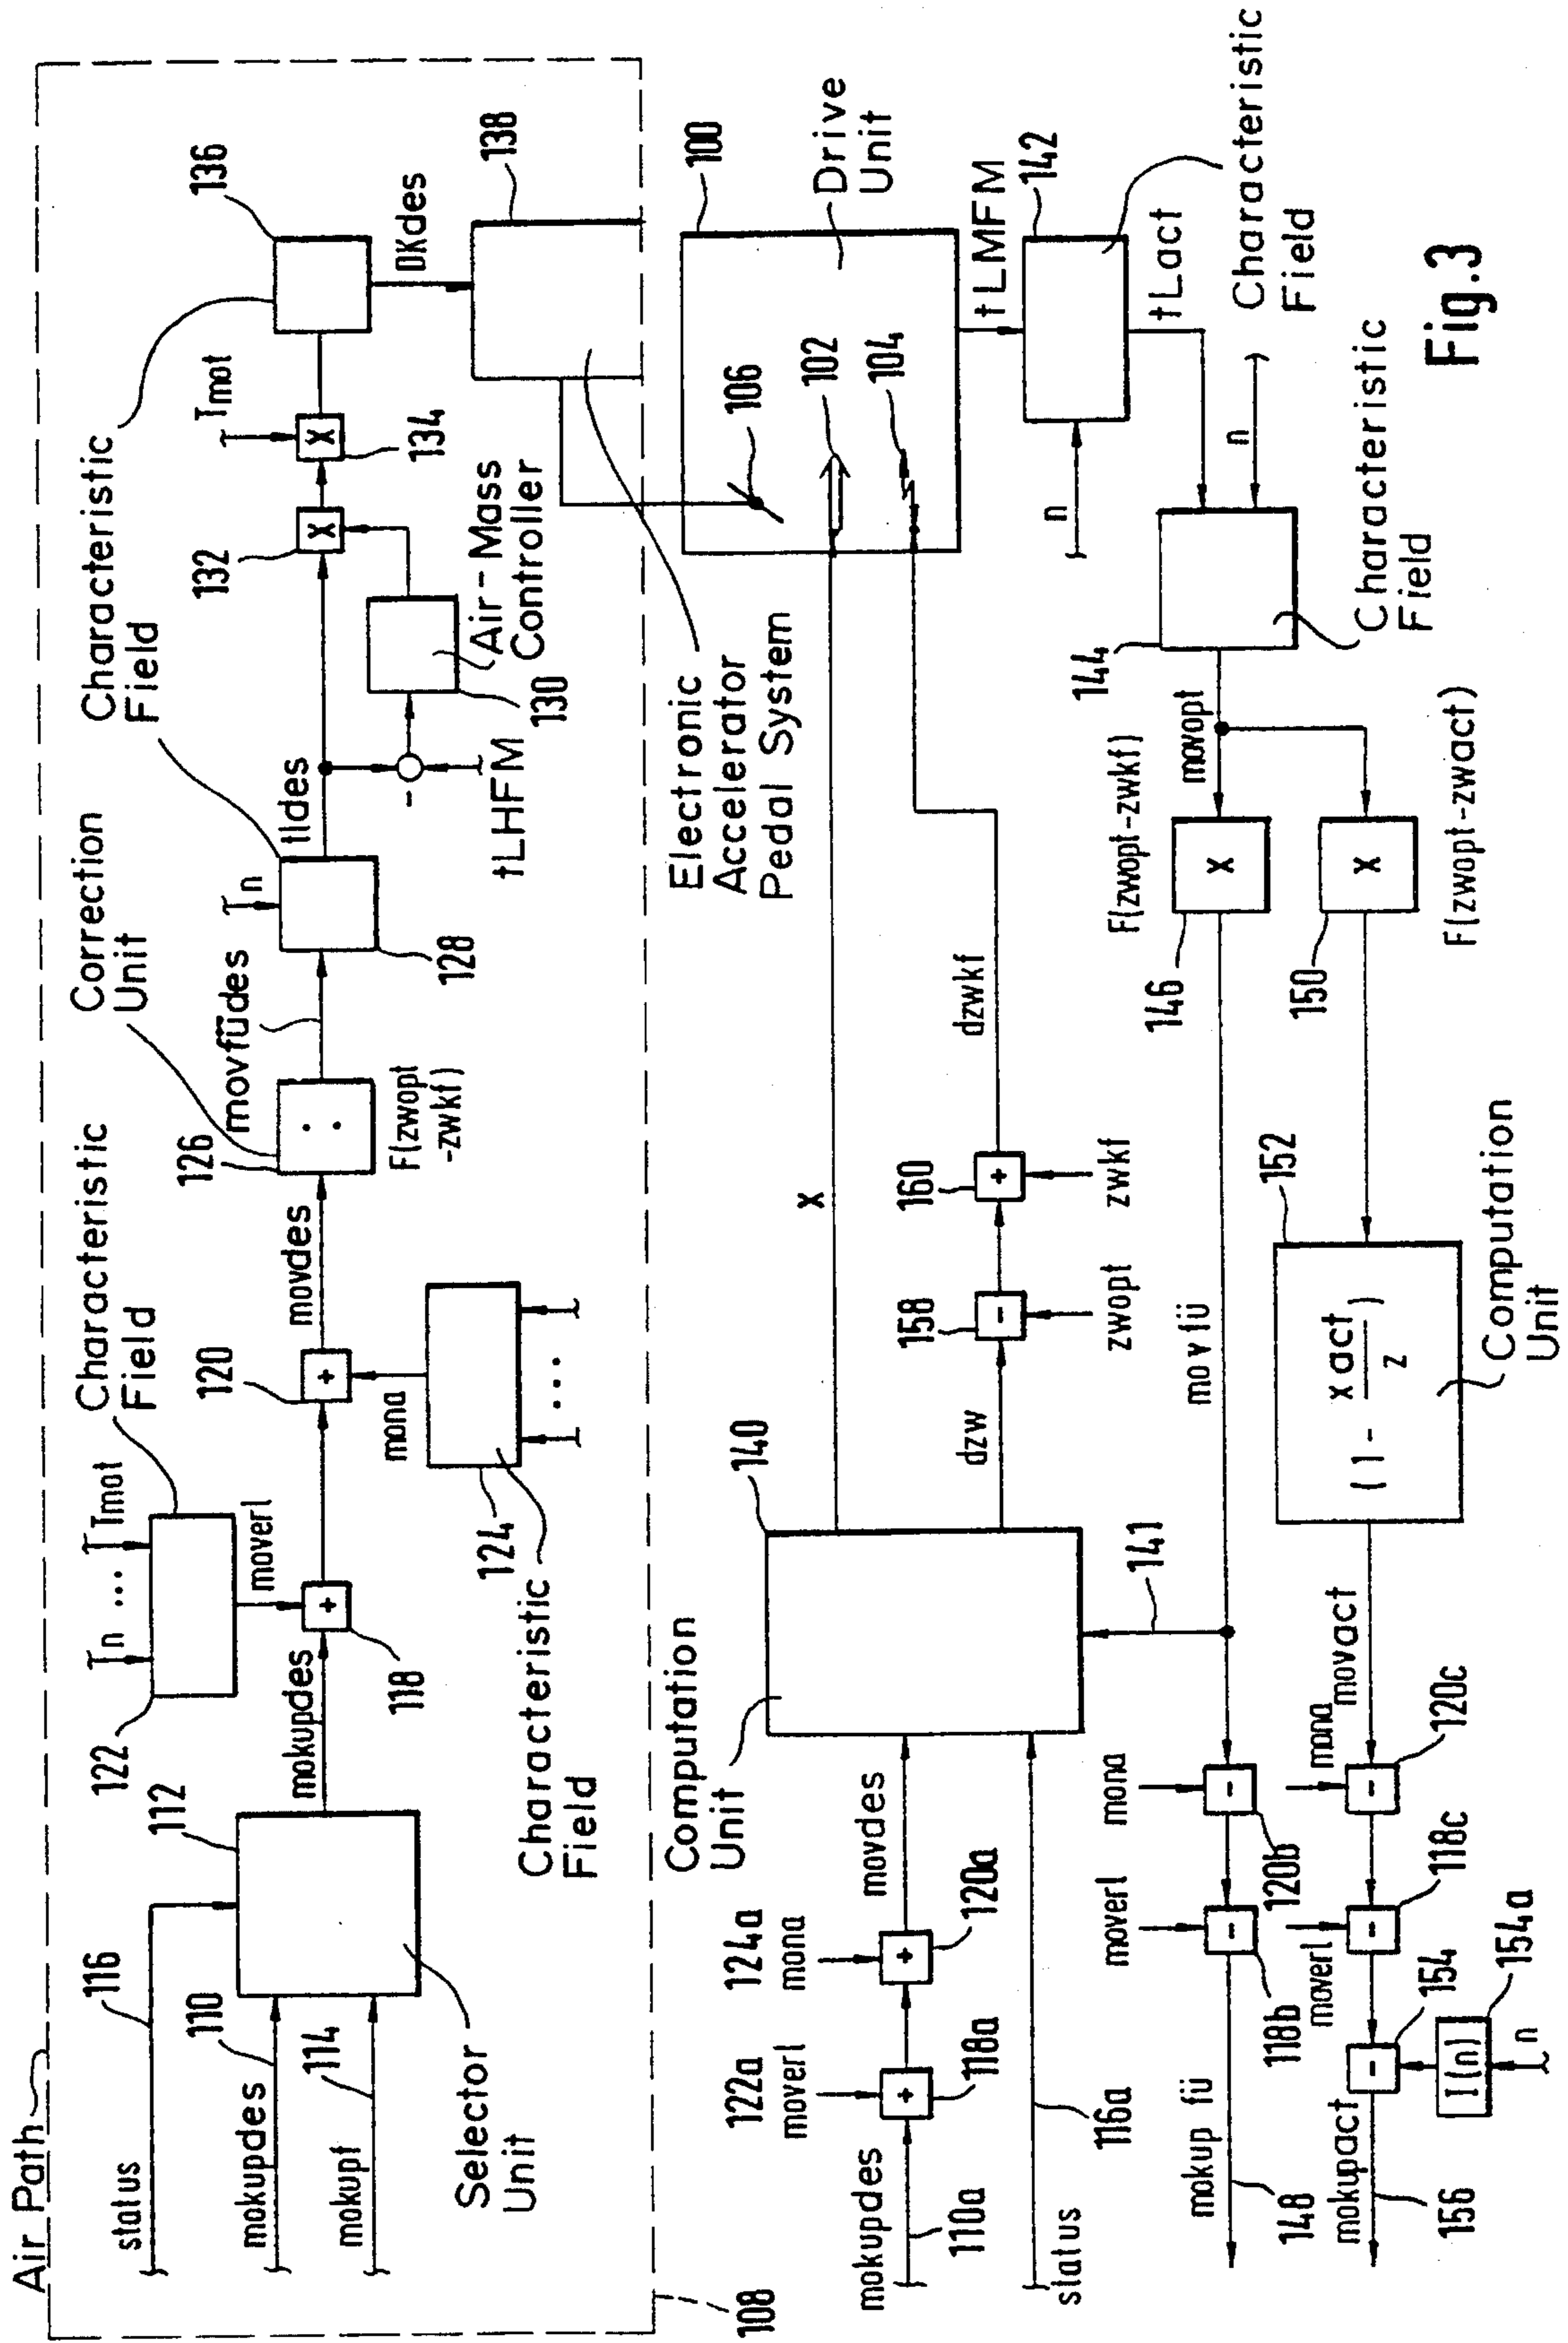 Air Path
108
status
116
mokupdes
110
mokupf
114
112
Selector
Unit
mokupdes
122
n
...
Tmot
moverl
118
Characteristic
Field
120
124
Characteristic
Field
mona
...
movdes
126
Correction
Unit
F(zwopt
-zwkf)
movfüdes
128
n
Characteristic
Field
tldes
-
tLHFM
130
Air-Mass
Controller
132
X
134
X
Tmot
136
DKdes
138
Electronic
Accelerator
Pedal System
100
Drive
Unit
106
102
104
tLMFM
142
n
tLact
Characteristic
Field
n
144
Characteristic
Field
mokupdes
110a
122a
moverl
+
118a
124a
mona
+
120a
movdes
status
116a
Computation
Unit
140
141
x
dzw
158
-
zwopt
160
+
zwkf
dzwkf
movopt
F(zwopt-zwkf)
X
146
movfü
X
150
F(zwopt-zwact)
152
(1 - xact / z)
Computation
Unit
movact
mona
-
120b
moverl
-
118b
mokup fü
148
mona
-
120c
moverl
-
118c
154
-
I(n)
154a
n
mokupact
156
Fig.3